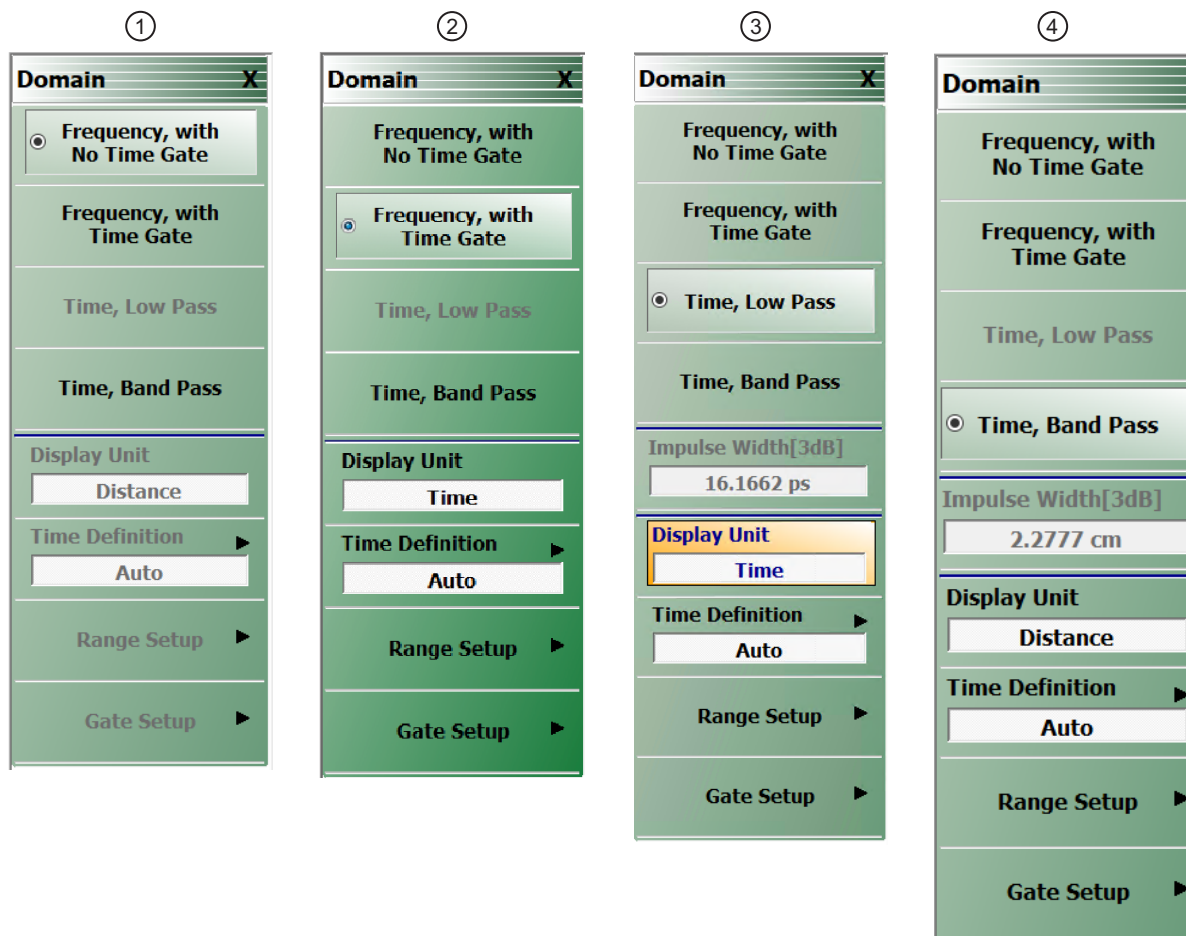 ①
Domain X
Frequency, with
No Time Gate
Frequency, with
Time Gate
Time, Low Pass
Time, Band Pass
Display Unit
Distance
Time Definition
Auto
Range Setup
Gate Setup
②
Domain X
Frequency, with
No Time Gate
Frequency, with
Time Gate
Time, Low Pass
Time, Band Pass
Display Unit
Time
Time Definition
Auto
Range Setup
Gate Setup
③
Domain X
Frequency, with
No Time Gate
Frequency, with
Time Gate
Time, Low Pass
Time, Band Pass
Impulse Width[3dB]
16.1662 ps
Display Unit
Time
Time Definition
Auto
Range Setup
Gate Setup
④
Domain
Frequency, with
No Time Gate
Frequency, with
Time Gate
Time, Low Pass
Time, Band Pass
Impulse Width[3dB]
2.2777 cm
Display Unit
Distance
Time Definition
Auto
Range Setup
Gate Setup